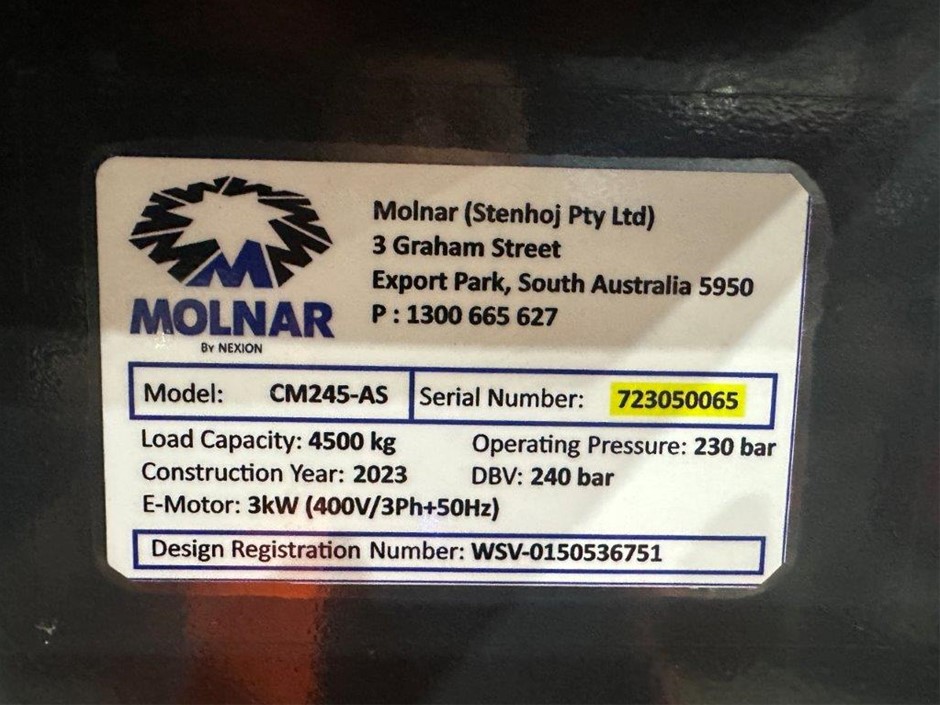 Molnar (Stenhoj Pty Ltd)
3 Graham Street
Export Park, South Australia 5950
P : 1300 665 627
MOLNAR
BY NEXION
Model: CM245-AS Serial Number: 723050065
Load Capacity: 4500 kg Operating Pressure: 230 bar
Construction Year: 2023 DBV: 240 bar
E-Motor: 3kW (400V/3Ph+50Hz)
Design Registration Number: WSV-0150536751